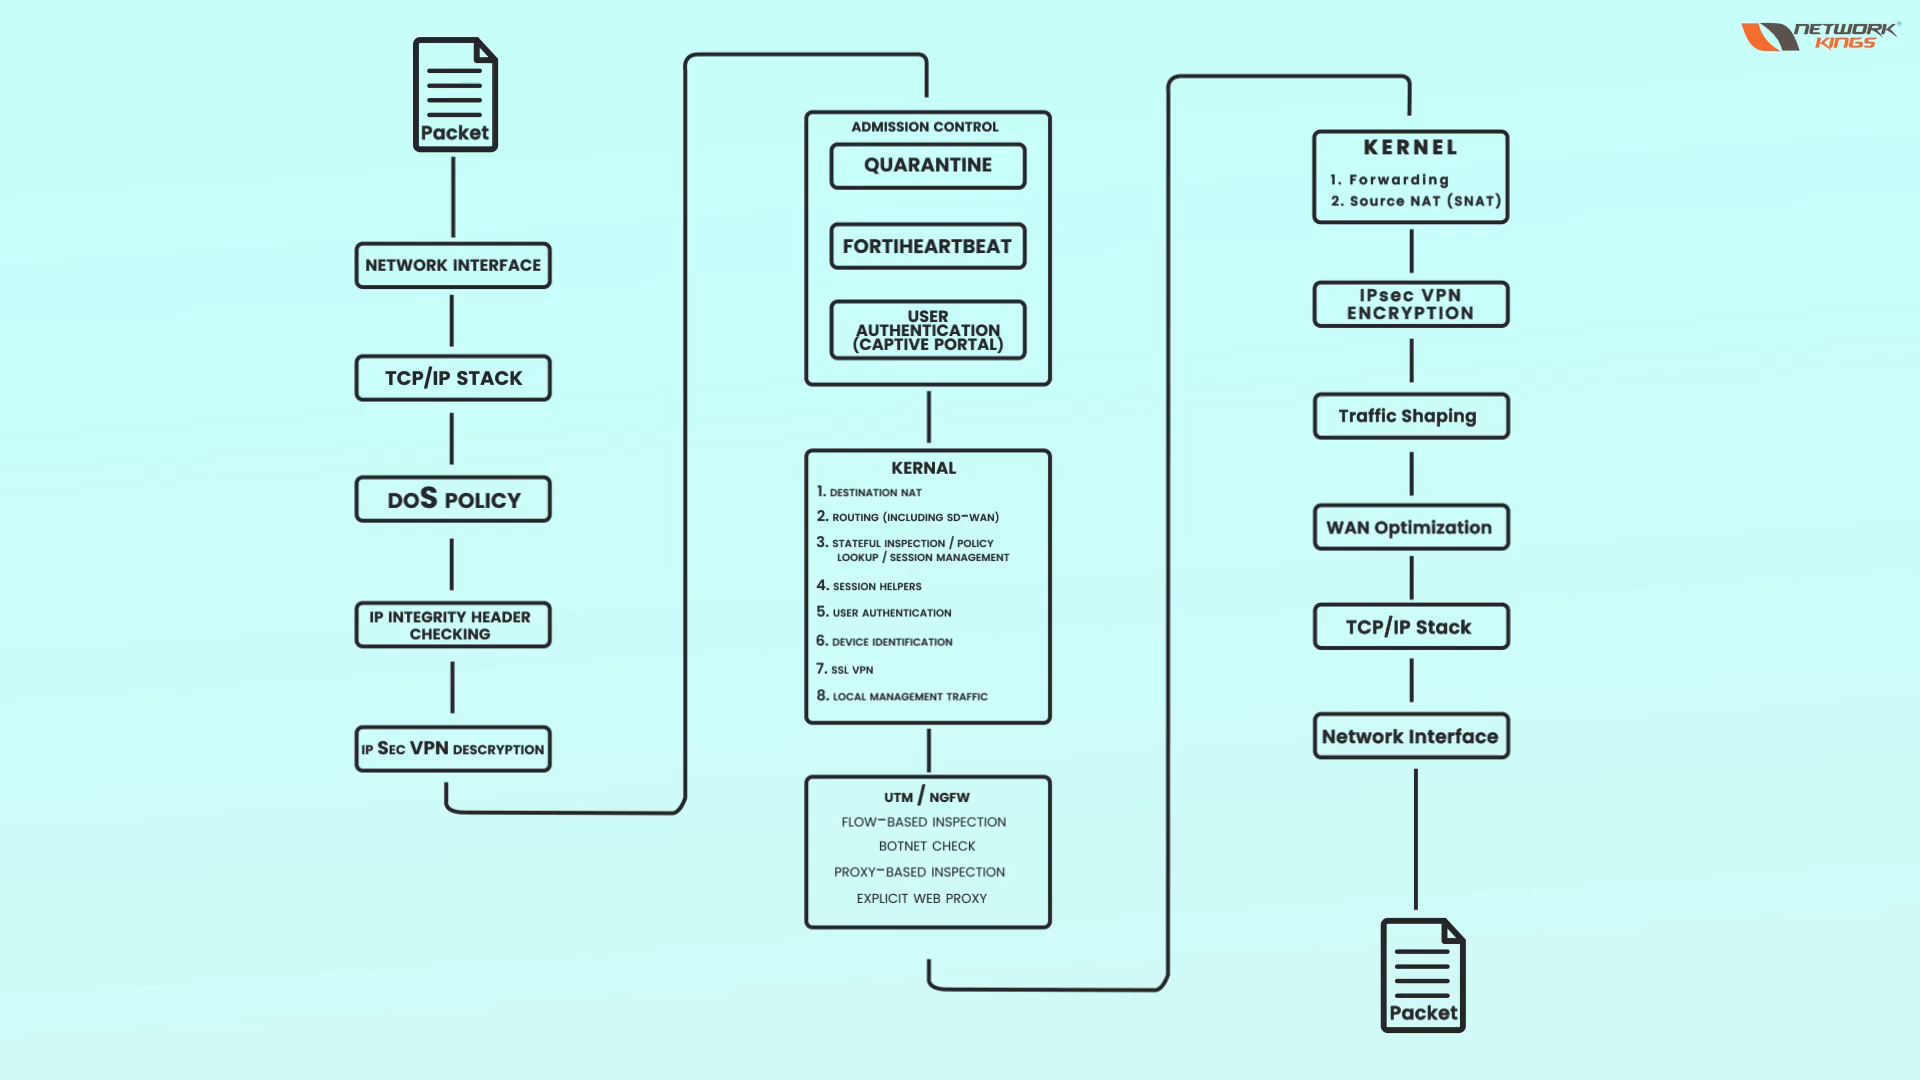 NETWORK
KINGS
Packet
NETWORK INTERFACE
TCP/IP STACK
DOS POLICY
IP INTEGRITY HEADER
CHECKING
IP SEC VPN DESCRYPTION
ADMISSION CONTROL
QUARANTINE
FORTIHEARTBEAT
USER
AUTHENTICATION
(CAPTIVE PORTAL)
KERNAL
1. DESTINATION NAT
2. ROUTING (INCLUDING SD-WAN)
3. STATEFUL INSPECTION / POLICY
LOOKUP / SESSION MANAGEMENT
4. SESSION HELPERS
5. USER AUTHENTICATION
6. DEVICE IDENTIFICATION
7. SSL VPN
8. LOCAL MANAGEMENT TRAFFIC
UTM / NGFW
FLOW-BASED INSPECTION
BOTNET CHECK
PROXY-BASED INSPECTION
EXPLICIT WEB PROXY
KERNEL
1. Forwarding
2. Source NAT (SNAT)
IPsec VPN
ENCRYPTION
Traffic Shaping
WAN Optimization
TCP/IP Stack
Network Interface
Packet